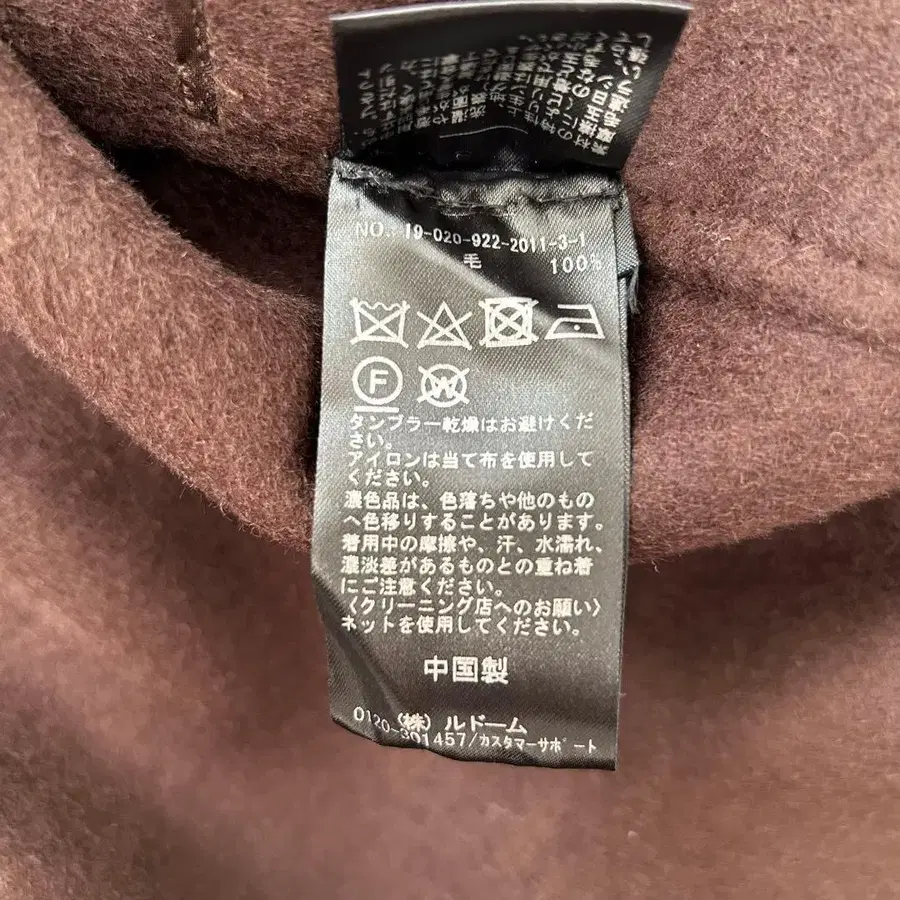 NO.. 19-020-922-2011-3-1
毛 100%
F W
タンブラー乾燥はお避けくだ
さい。
アイロンは当て布を使用して
ください。
濃色品は、色落ちや他のもの
へ色移りすることがあります。
着用中の摩擦や、汗、水濡れ、
濃淡差があるものとの重ね着
にご注意ください。
〈クリーニング店へのお願い〉
ネットを使用してください。
中国製
(株) ルドーム
0120-301457/カスタマーサポート